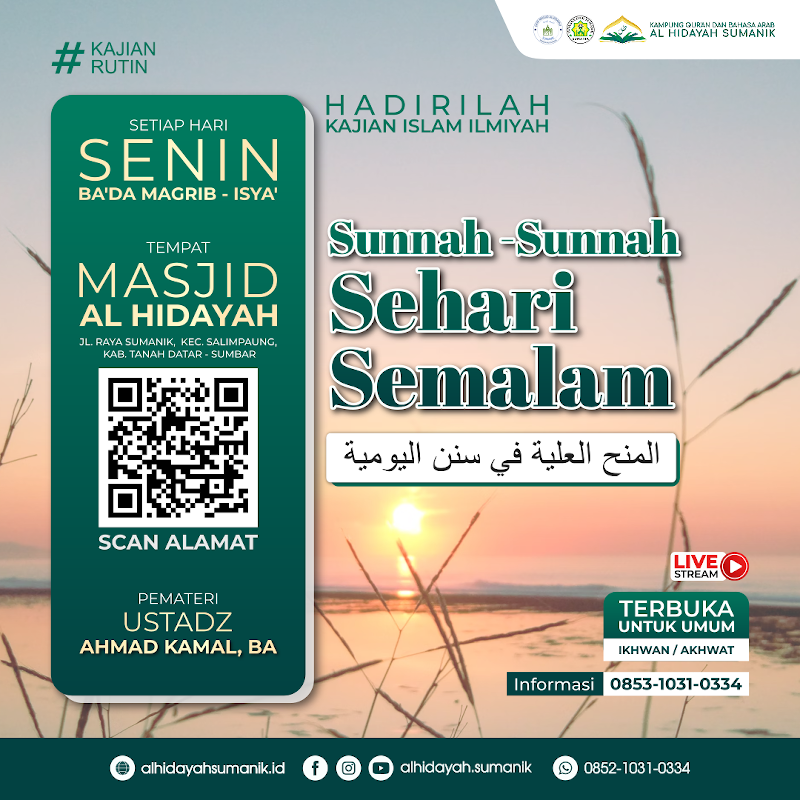 # KAJIAN
RUTIN
KAMPUNG QURAN DAN BAHASA ARAB
AL HIDAYAH SUMANIK
SETIAP HARI
SENIN
BA'DA MAGRIB - ISYA'
TEMPAT
MASJID
AL HIDAYAH
JL. RAYA SUMANIK, KEC. SALIMPAUNG,
KAB. TANAH DATAR - SUMBAR
SCAN ALAMAT
PEMATERI
USTADZ
AHMAD KAMAL, BA
HADIRILAH
KAJIAN ISLAM ILMIYAH
Sunnah -Sunnah
Sehari
Semalam
المنح العلية في سنن اليومية
LIVE
STREAM
TERBUKA
UNTUK UMUM
IKHWAN / AKHWAT
Informasi 0853-1031-0334
alhidayahsumanik.id alhidayah.sumanik 0852-1031-0334